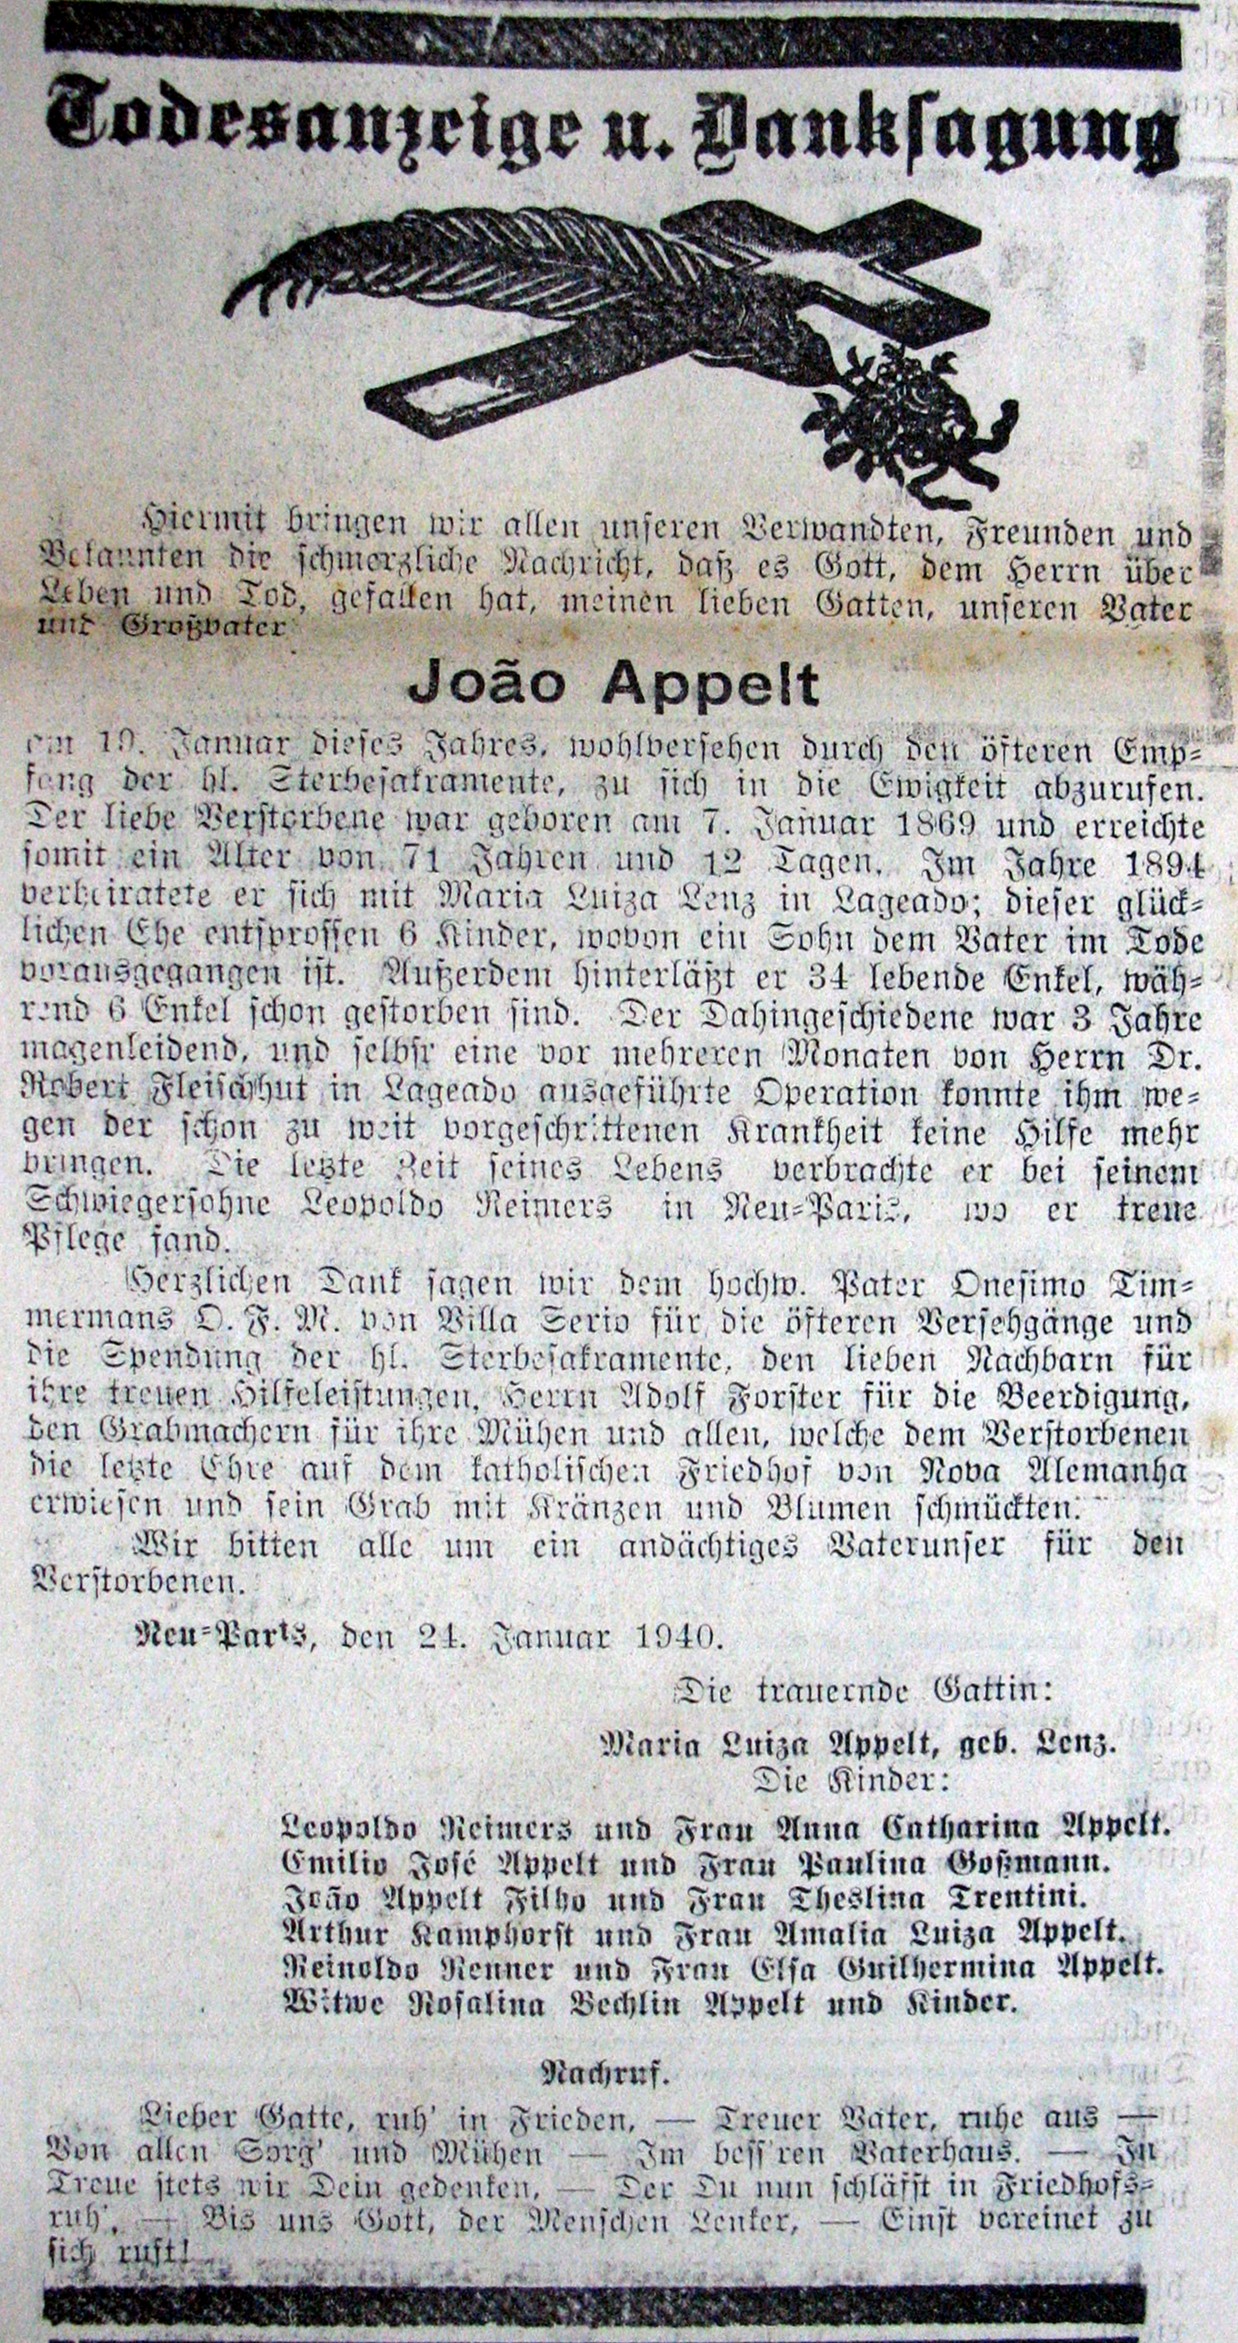 Todesanzeige u. Danksagung
Hiermit bringen wir allen unseren Verwandten, Freunden und
Bekannten die schmerzliche Nachricht, daß es Gott, dem Herrn über
Leben und Tod, gefallen hat, meinen lieben Gatten, unseren Vater
und Großvater
João Appelt
am 19. Januar dieses Jahres, wohlversehen durch den öfteren Emp-
fang der hl. Sterbesakramente, zu sich in die Ewigkeit abzurufen.
Der liebe Verstorbene war geboren am 7. Januar 1869 und erreichte
somit ein Alter von 71 Jahren und 12 Tagen. Im Jahre 1894
verheiratete er sich mit Maria Luiza Lenz in Lageado; dieser glück-
lichen Ehe entsprossen 6 Kinder, wovon ein Sohn dem Vater im Tode
vorausgegangen ist. Außerdem hinterläßt er 34 lebende Enkel, wäh-
rend 6 Enkel schon gestorben sind. Der Dahingeschiedene war 3 Jahre
magenleidend, und selbst eine vor mehreren Monaten von Herrn Dr.
Robert Fleischhut in Lageado ausgeführte Operation konnte ihm we-
gen der schon zu weit vorgeschrittenen Krankheit keine Hilfe mehr
bringen. Die letzte Zeit seines Lebens verbrachte er bei seinem
Schwiegersohne Leopoldo Reimers in Neu-Paris, wo er treue
Pflege fand.
Herzlichen Dank sagen wir dem hochw. Pater Onesimo Tim-
mermans O. F. M. von Villa Serio für die öfteren Versehgänge und
die Spendung der hl. Sterbesakramente, den lieben Nachbarn für
ihre treuen Hilfeleistungen, Herrn Adolf Forster für die Beerdigung,
den Grabmachern für ihre Mühen und allen, welche dem Verstorbenen
die letzte Ehre auf dem katholischen Friedhof von Nova Alemanha
erwiesen und sein Grab mit Kränzen und Blumen schmückten.
Wir bitten alle um ein andächtiges Vaterunser für den
Verstorbenen.
Neu-Paris, den 24. Januar 1940.
Die trauernde Gattin:
Maria Luiza Appelt, geb. Lenz.
Die Kinder:
Leopoldo Reimers und Frau Anna Catharina Appelt.
Emilio José Appelt und Frau Paulina Goßmann.
João Appelt Filho und Frau Theslina Trentini.
Arthur Kamphorst und Frau Amalia Luiza Appelt.
Reinoldo Renner und Frau Elsa Guilhermina Appelt.
Witwe Rosalina Bechlin Appelt und Kinder.
Nachruf.
Lieber Gatte, ruh' in Frieden, — Treuer Vater, ruhe aus —
Von allen Sorg' und Mühen — Im bess'ren Vaterhaus. — In
Treue stets wir Dein gedenken, — Der Du nun schläfst in Friedhofs-
ruh', — Bis uns Gott, der Menschen Lenker, — Einst vereinet zu
sich ruft!